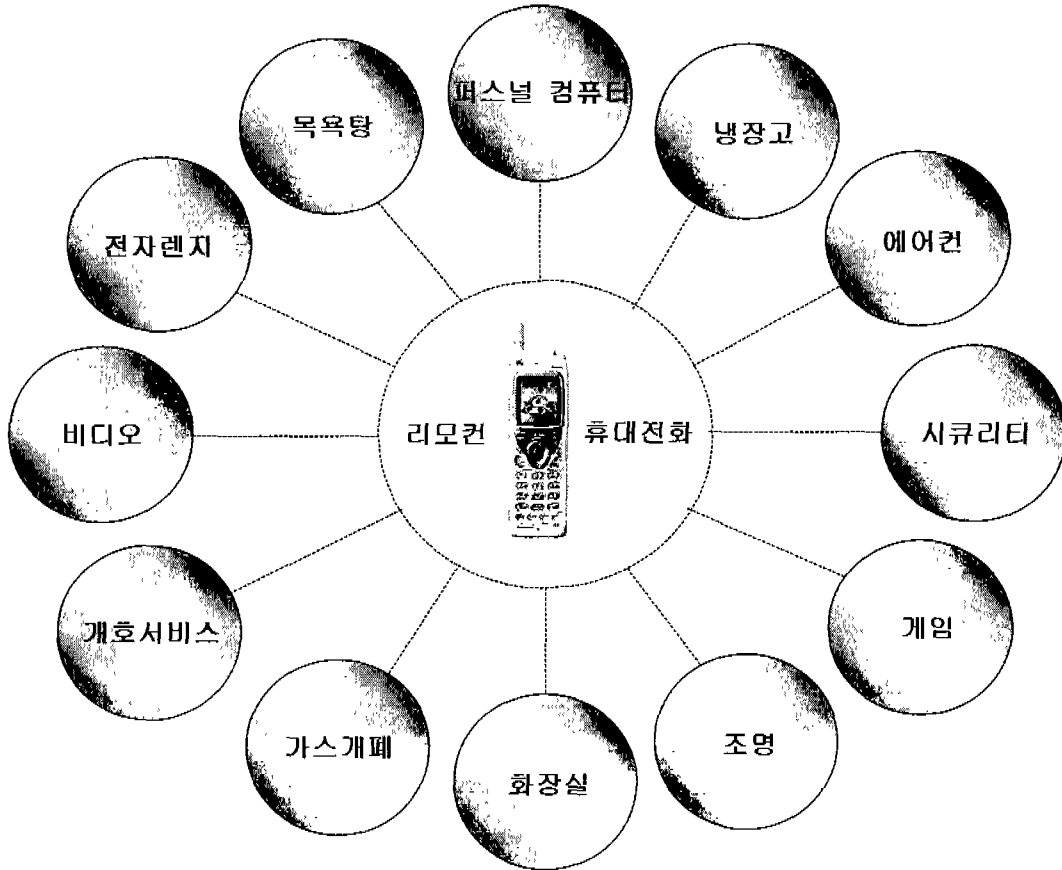 퍼스널 컴퓨터
목욕탕
냉장고
전자렌지
에어컨
비디오
리모컨
휴대전화
시큐리티
개호서비스
게임
가스개폐
조명
화장실